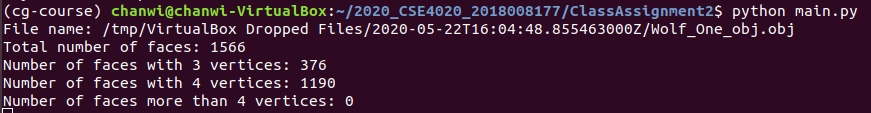 (cg-course) chanwi@chanwi-VirtualBox:~/2020_CSE4020_2018008177/ClassAssignment2$ python main.py
File name: /tmp/VirtualBox Dropped Files/2020-05-22T16:04:48.855463000Z/Wolf_One_obj.obj
Total number of faces: 1566
Number of faces with 3 vertices: 376
Number of faces with 4 vertices: 1190
Number of faces more than 4 vertices: 0